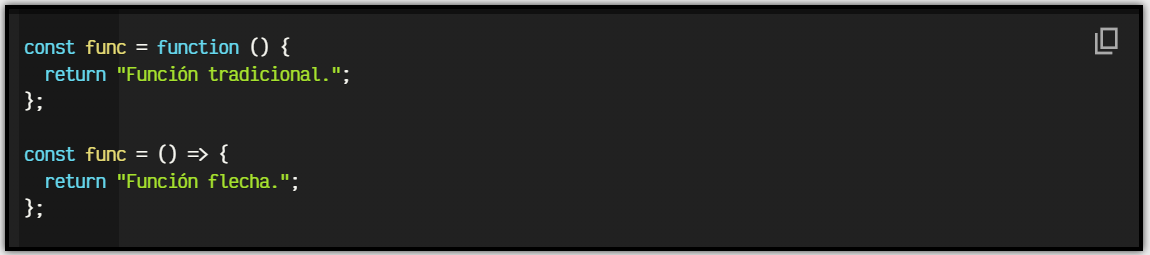 const func = function () {
  return "Función tradicional.";
};

const func = () => {
  return "Función flecha.";
};